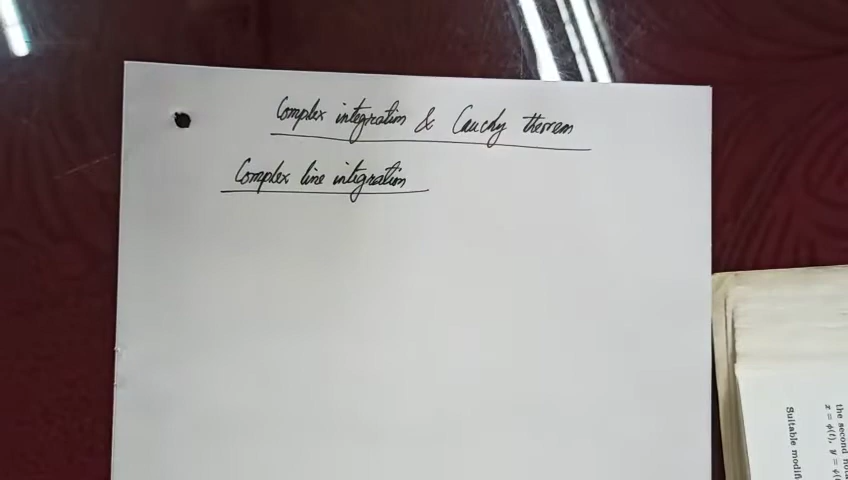 Complex integration & Cauchy theorem
Complex line integration
the second
x = φ(t), y = φ(
Suitable modifi